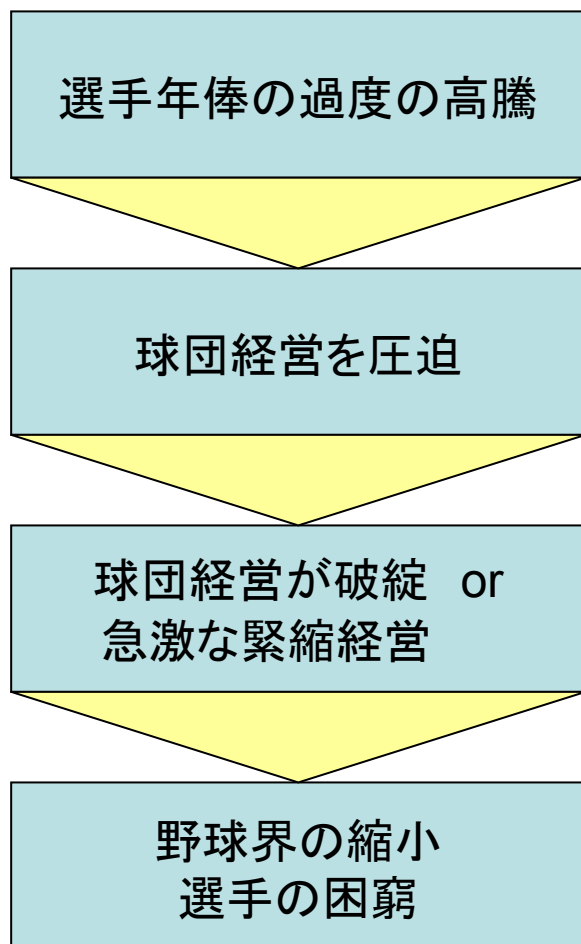 選手年俸の過度の高騰
球団経営を圧迫
球団経営が破綻 or
急激な緊縮経営
野球界の縮小
選手の困窮